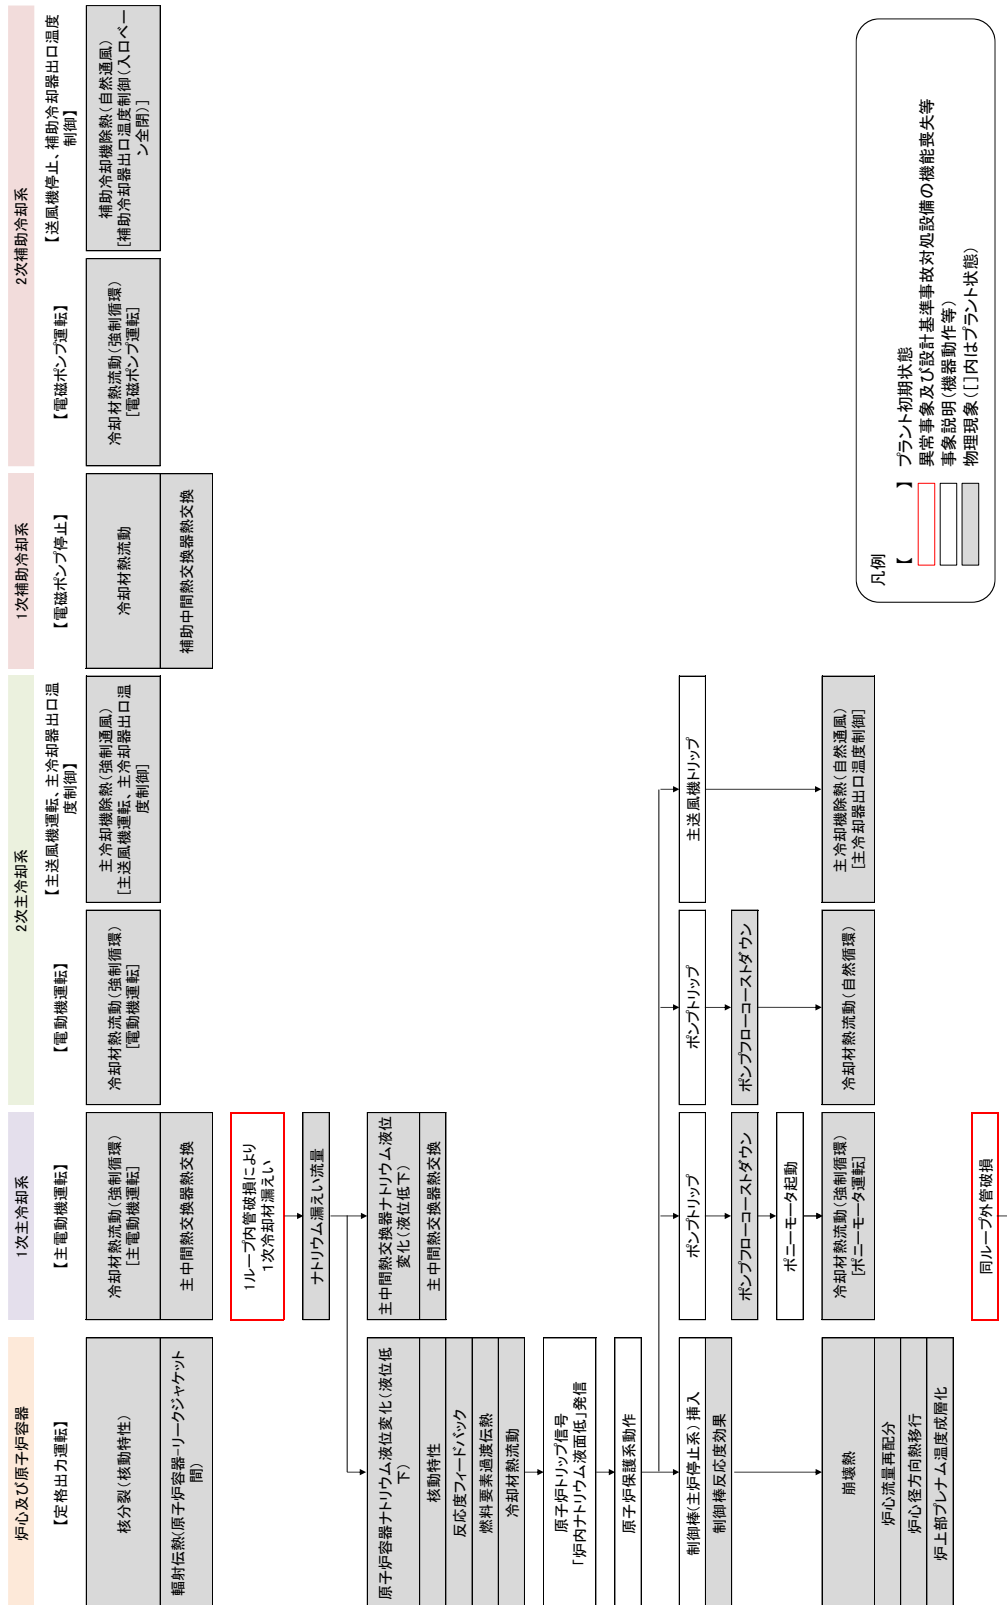 炉心及び原子炉容器
【定格出力運転】
核分裂(核動特性)
輻射伝熱(原子炉容器-リークジャケット
間)
原子炉容器ナトリウム液位変化(液位低
下)
核動特性
反応度フィードバック
燃料要素過渡伝熱
冷却材熱流動
原子炉トリップ信号
「炉内ナトリウム液面低」発信
原子炉保護系動作
制御棒(主炉停止系)挿入
制御棒反応度効果
崩壊熱
炉心流量再配分
炉心径方向熱移行
炉上部プレナム温度成層化
1次主冷却系
【主電動機運転】
冷却材熱流動(強制循環)
[主電動機運転]
主中間熱交換器熱交換
1ループ内管破損により
1次冷却材漏えい
ナトリウム漏えい流量
主中間熱交換器ナトリウム液位
変化(液位低下)
主中間熱交換器熱交換
ポンプトリップ
ポンプフローコーストダウン
ポニーモータ起動
冷却材熱流動(強制循環)
[ポニーモータ運転]
同ループ外管破損
2次主冷却系
【電動機運転】
冷却材熱流動(強制循環)
[電動機運転]
ポンプトリップ
ポンプフローコーストダウン
冷却材熱流動(自然循環)
【主送風機運転、主冷却器出口温
度制御】
主冷却機除熱(強制通風)
[主送風機運転、主冷却器出口温
度制御]
主送風機トリップ
主冷却機除熱(自然通風)
[主冷却器出口温度制御]
1次補助冷却系
【電磁ポンプ停止】
冷却材熱流動
補助中間熱交換器熱交換
2次補助冷却系
【電磁ポンプ運転】
冷却材熱流動(強制循環)
[電磁ポンプ運転]
【送風機停止、補助冷却器出口温度
制御】
補助冷却機除熱(自然通風)
[補助冷却器出口温度制御(入口ベー
ン全閉)]
凡例
【 】 プラント初期状態
異常事象及び設計基準事故対処設備の機能喪失等
事象説明(機器動作等)
物理現象([]内はプラント状態)